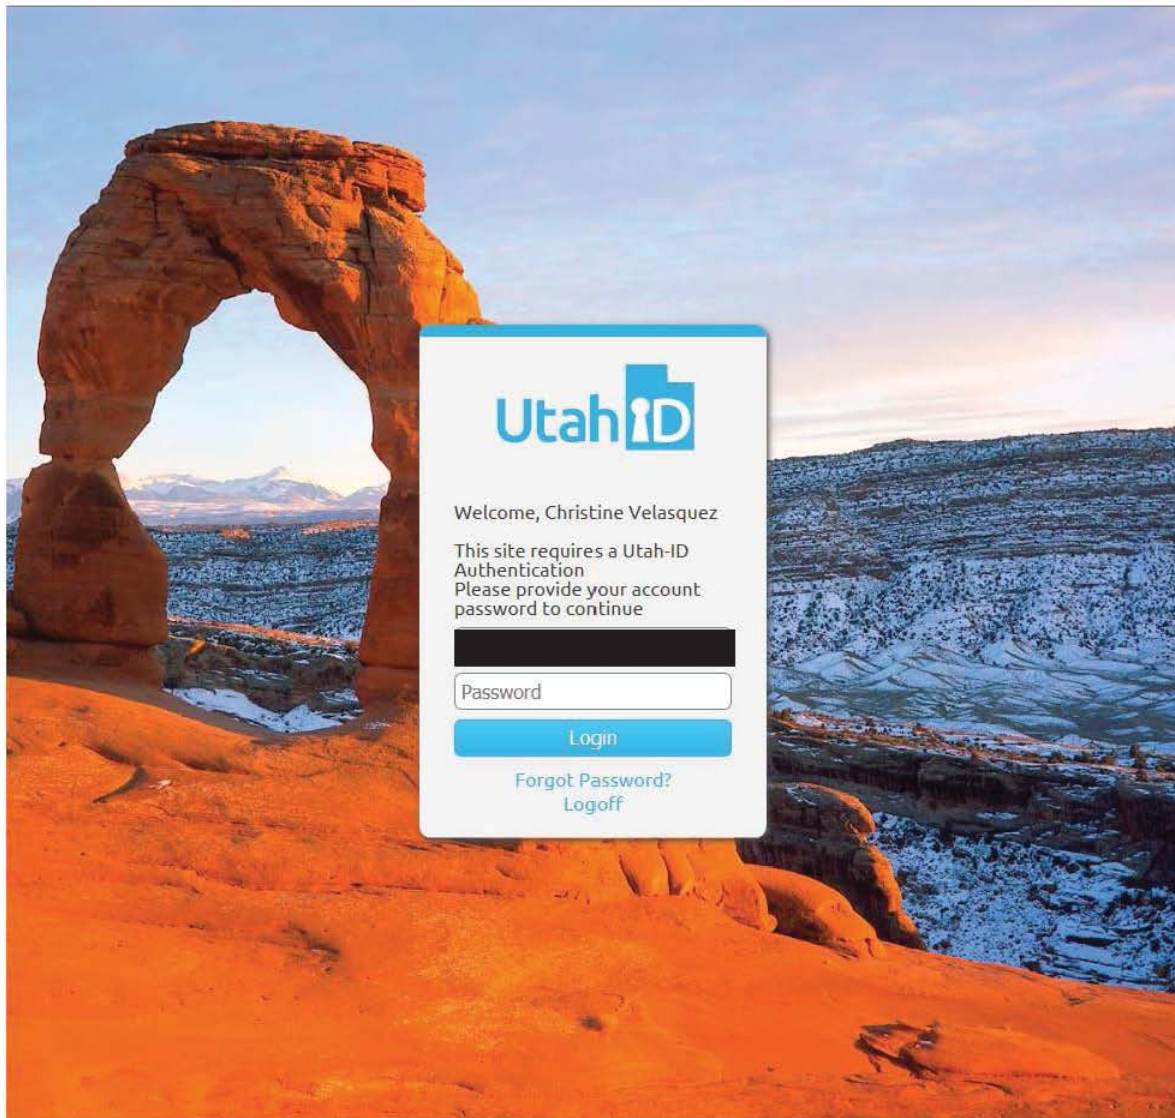 Utah ID
Welcome, Christine Velasquez
This site requires a Utah-ID
Authentication
Please provide your account
password to continue
Password
Login
Forgot Password?
Logoff